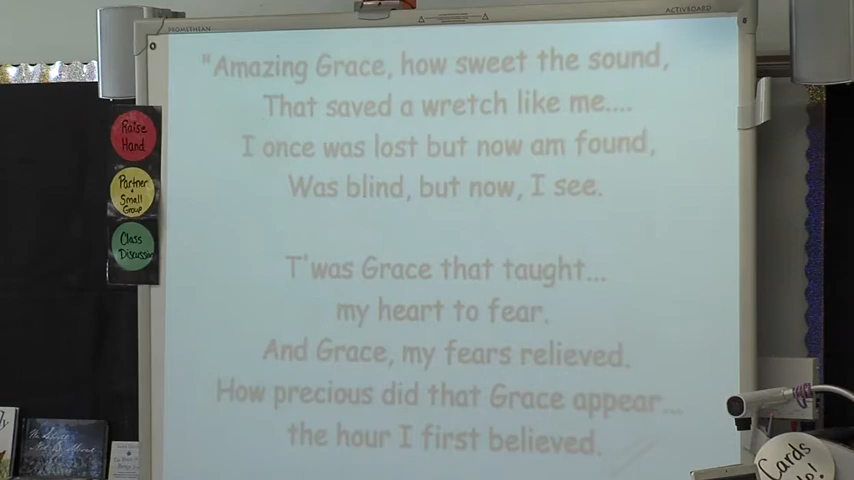 PROMETHEAN
ACTIVBOARD
"Amazing Grace, how sweet the sound,
That saved a wretch like me....
I once was lost but now am found,
Was blind, but now, I see.
T'was Grace that taught...
my heart to fear.
And Grace, my fears relieved.
How precious did that Grace appear...
the hour I first believed.
Raise
Hand
Partner
+
Small
Group
Class
Discussion
Cards